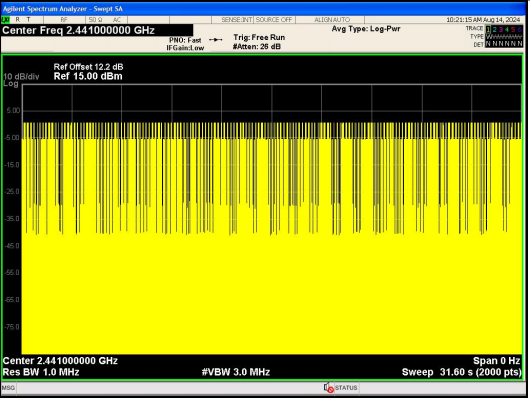 Agilent Spectrum Analyzer - Swept SA
LXI R T RF 50 Ω AC SENSE:INT SOURCE OFF ALIGN AUTO 10:21:15 AM Aug 14, 2024
Center Freq 2.441000000 GHz
PNO: Fast
IFGain:Low
Trig: Free Run
#Atten: 26 dB
Avg Type: Log-Pwr
TRACE 1 2 3 4 5 6
TYPE
DET N N N N N N
Ref Offset 12.2 dB
10 dB/div Ref 15.00 dBm
Log
5.00
-5.00
-15.0
-25.0
-35.0
-45.0
-55.0
-65.0
-75.0
Center 2.441000000 GHz Span 0 Hz
Res BW 1.0 MHz #VBW 3.0 MHz Sweep 31.60 s (2000 pts)
MSG STATUS